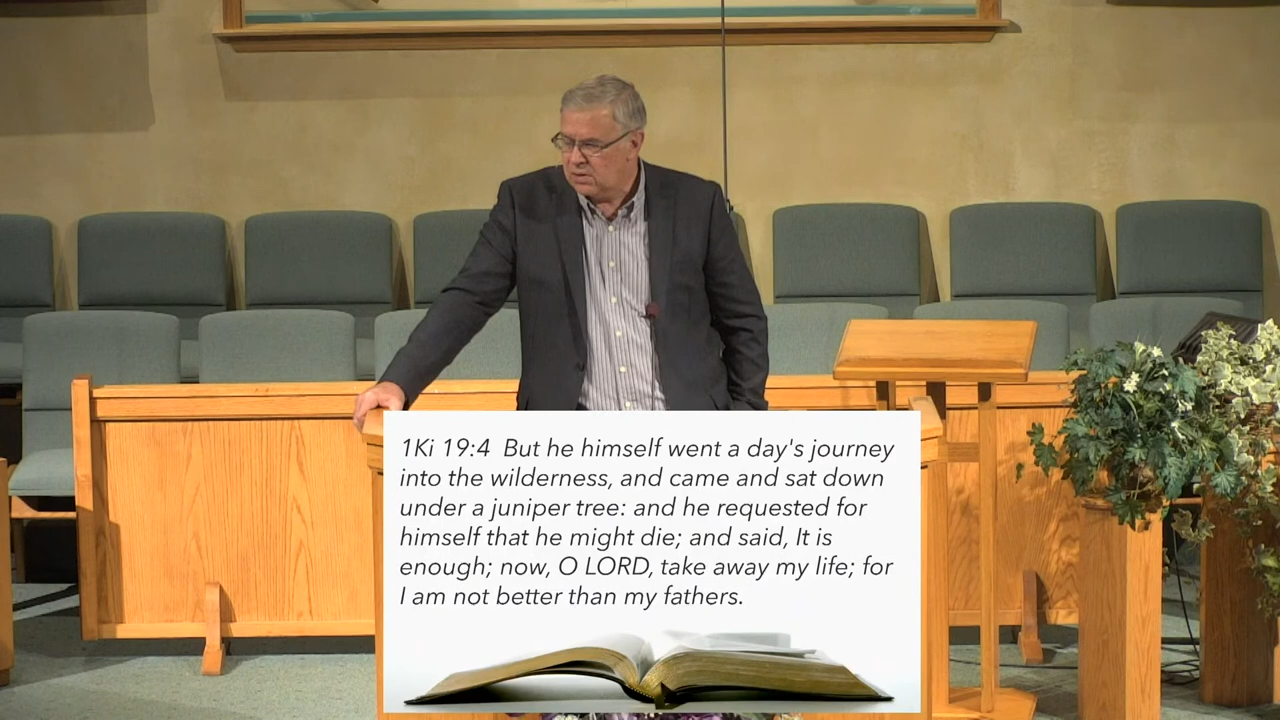 1Ki 19:4  But he himself went a day's journey
into the wilderness, and came and sat down
under a juniper tree: and he requested for
himself that he might die; and said, It is
enough; now, O LORD, take away my life; for
I am not better than my fathers.